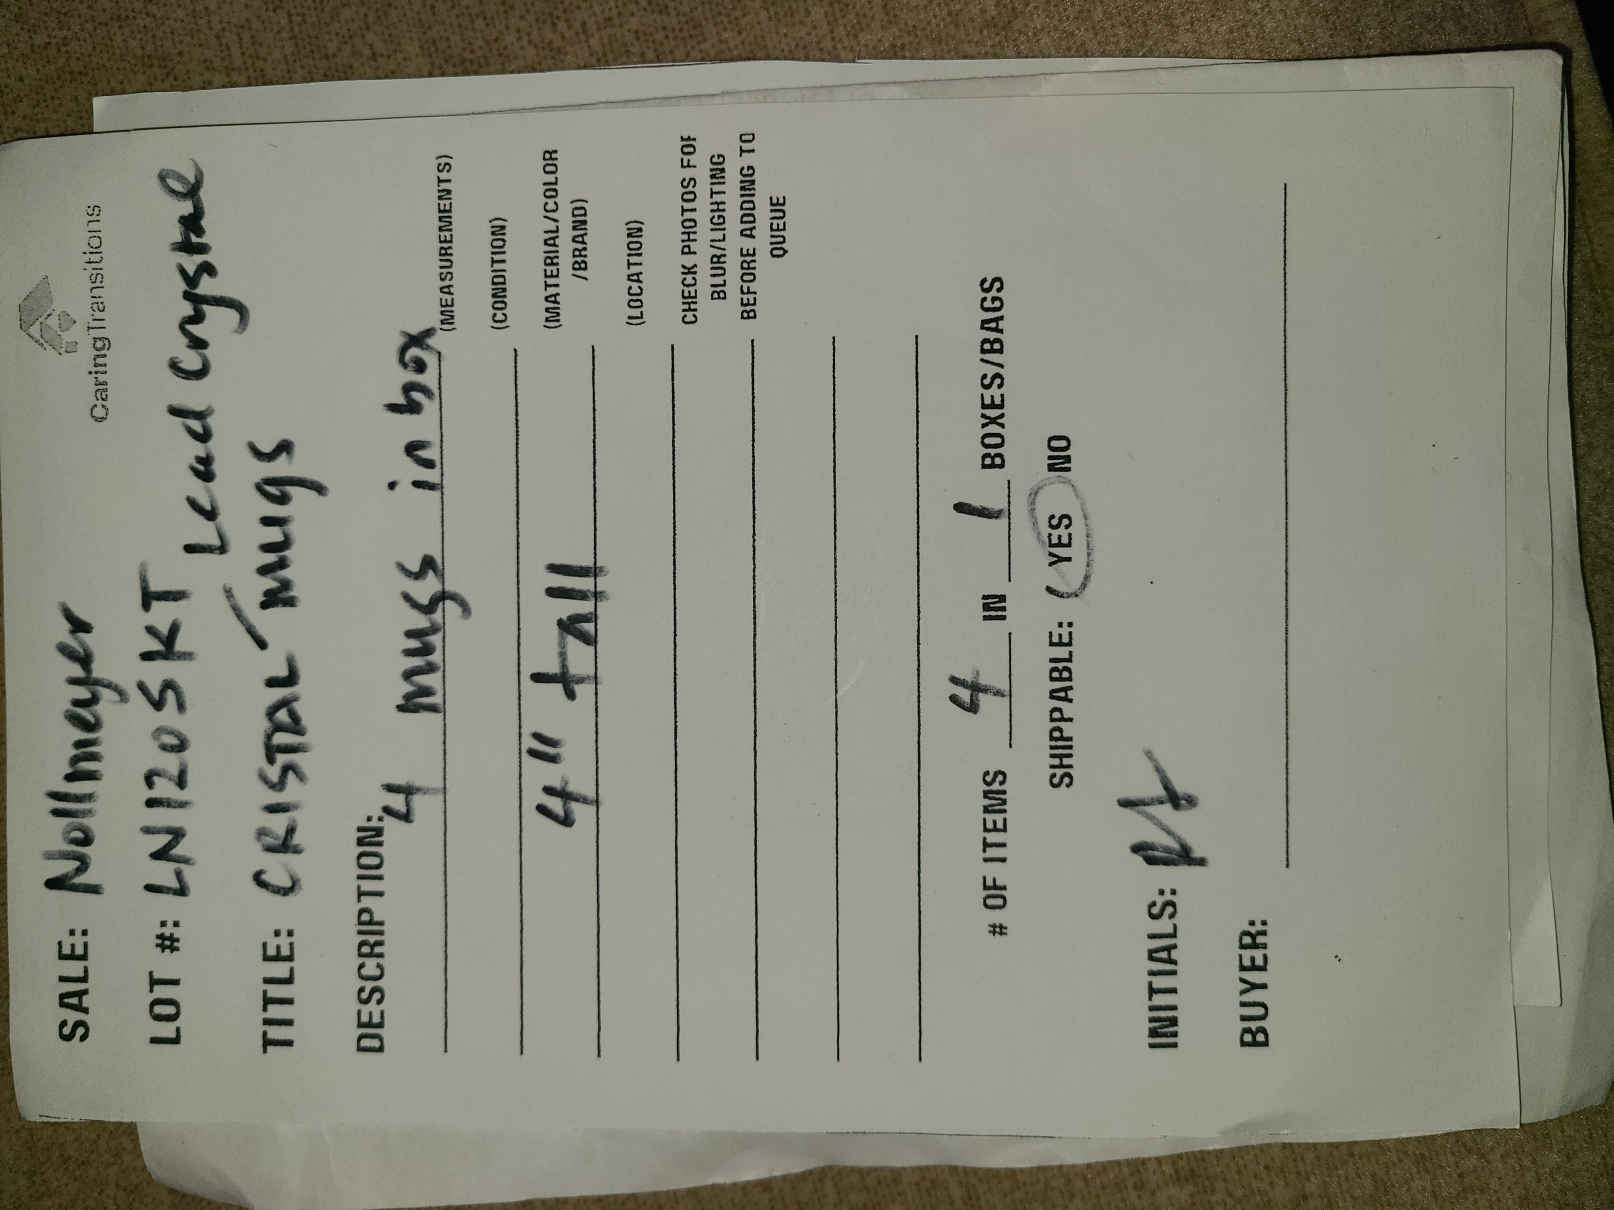 CaringTransitions
SALE: Nollmeyer
LOT #: LN120SKT
Lead Crystal
TITLE: CRISTAL mugs
DESCRIPTION:
4 mugs in box
(MEASUREMENTS)
(CONDITION)
4" tall
(MATERIAL/COLOR
/BRAND)
(LOCATION)
CHECK PHOTOS FOR
BLUR/LIGHTING
BEFORE ADDING TO
QUEUE
# OF ITEMS 4 IN 1 BOXES/BAGS
SHIPPABLE: YES NO
INITIALS:
BUYER: